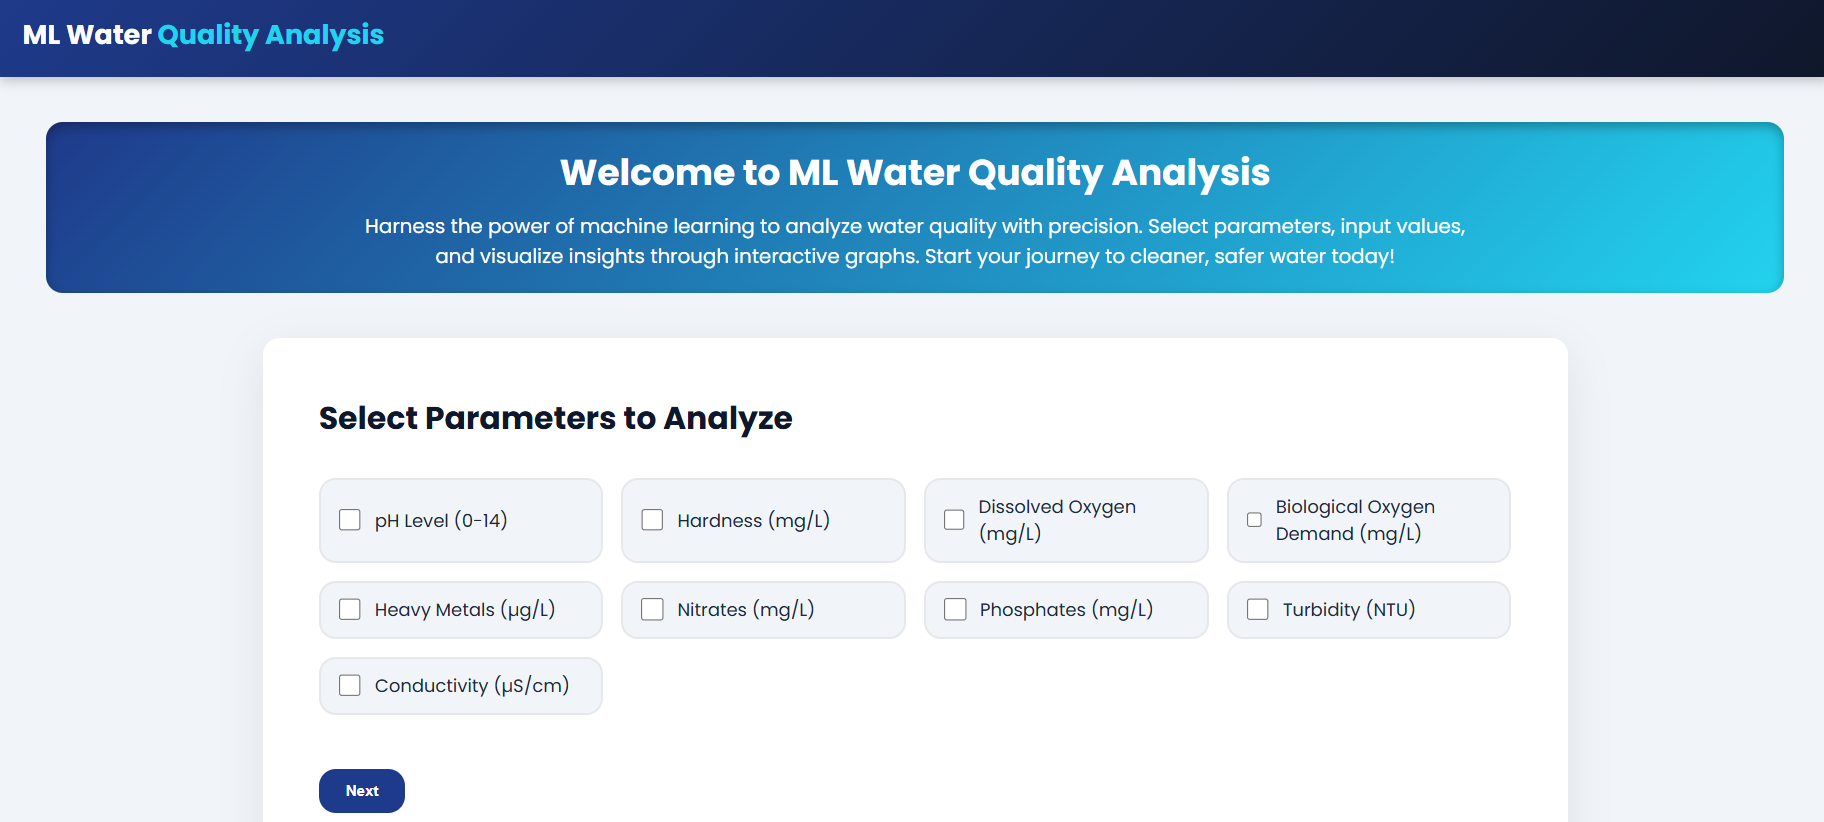 ML Water Quality Analysis
Welcome to ML Water Quality Analysis
Harness the power of machine learning to analyze water quality with precision. Select parameters, input values,
and visualize insights through interactive graphs. Start your journey to cleaner, safer water today!
Select Parameters to Analyze
pH Level (0-14)
Hardness (mg/L)
Dissolved Oxygen
(mg/L)
Biological Oxygen
Demand (mg/L)
Heavy Metals (μg/L)
Nitrates (mg/L)
Phosphates (mg/L)
Turbidity (NTU)
Conductivity (μS/cm)
Next